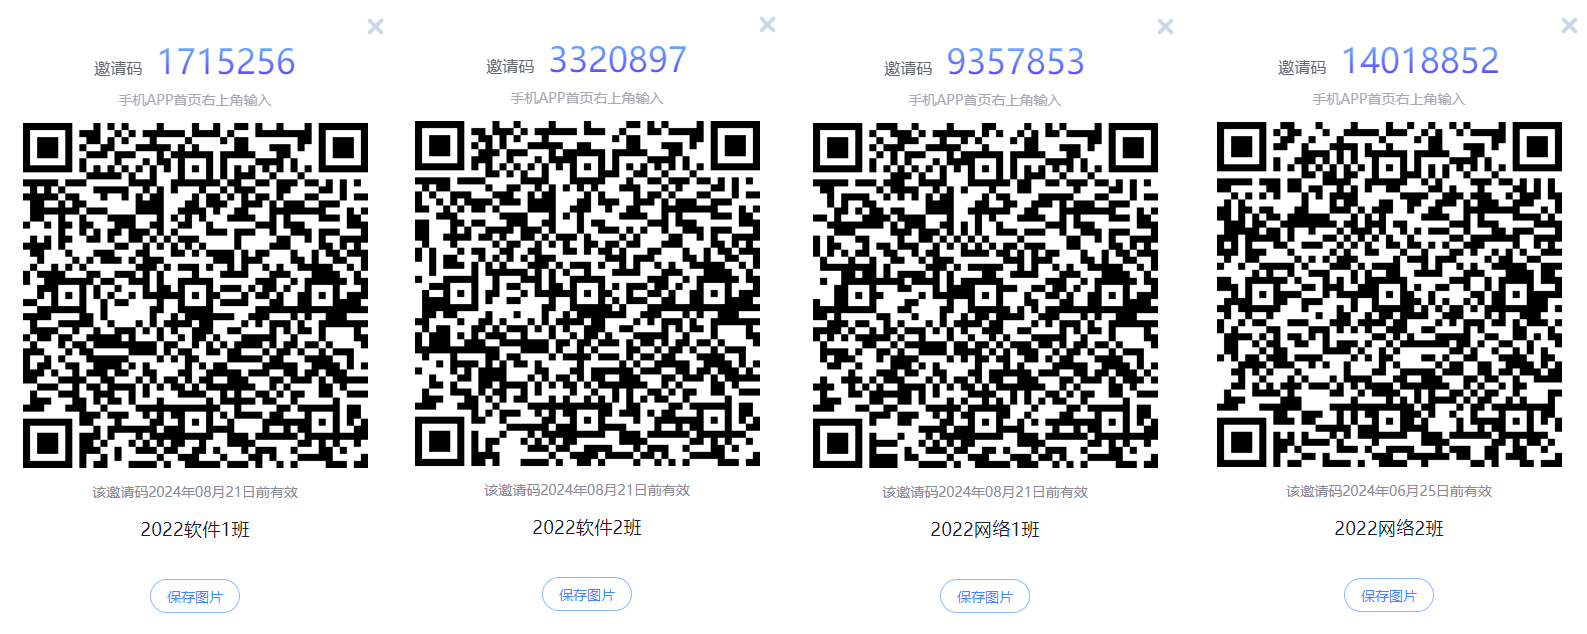 邀请码 1715256
手机APP首页右上角输入
该邀请码2024年08月21日前有效
2022软件1班
保存图片
邀请码 3320897
手机APP首页右上角输入
该邀请码2024年08月21日前有效
2022软件2班
保存图片
邀请码 9357853
手机APP首页右上角输入
该邀请码2024年08月21日前有效
2022网络1班
保存图片
邀请码 14018852
手机APP首页右上角输入
该邀请码2024年06月25日前有效
2022网络2班
保存图片